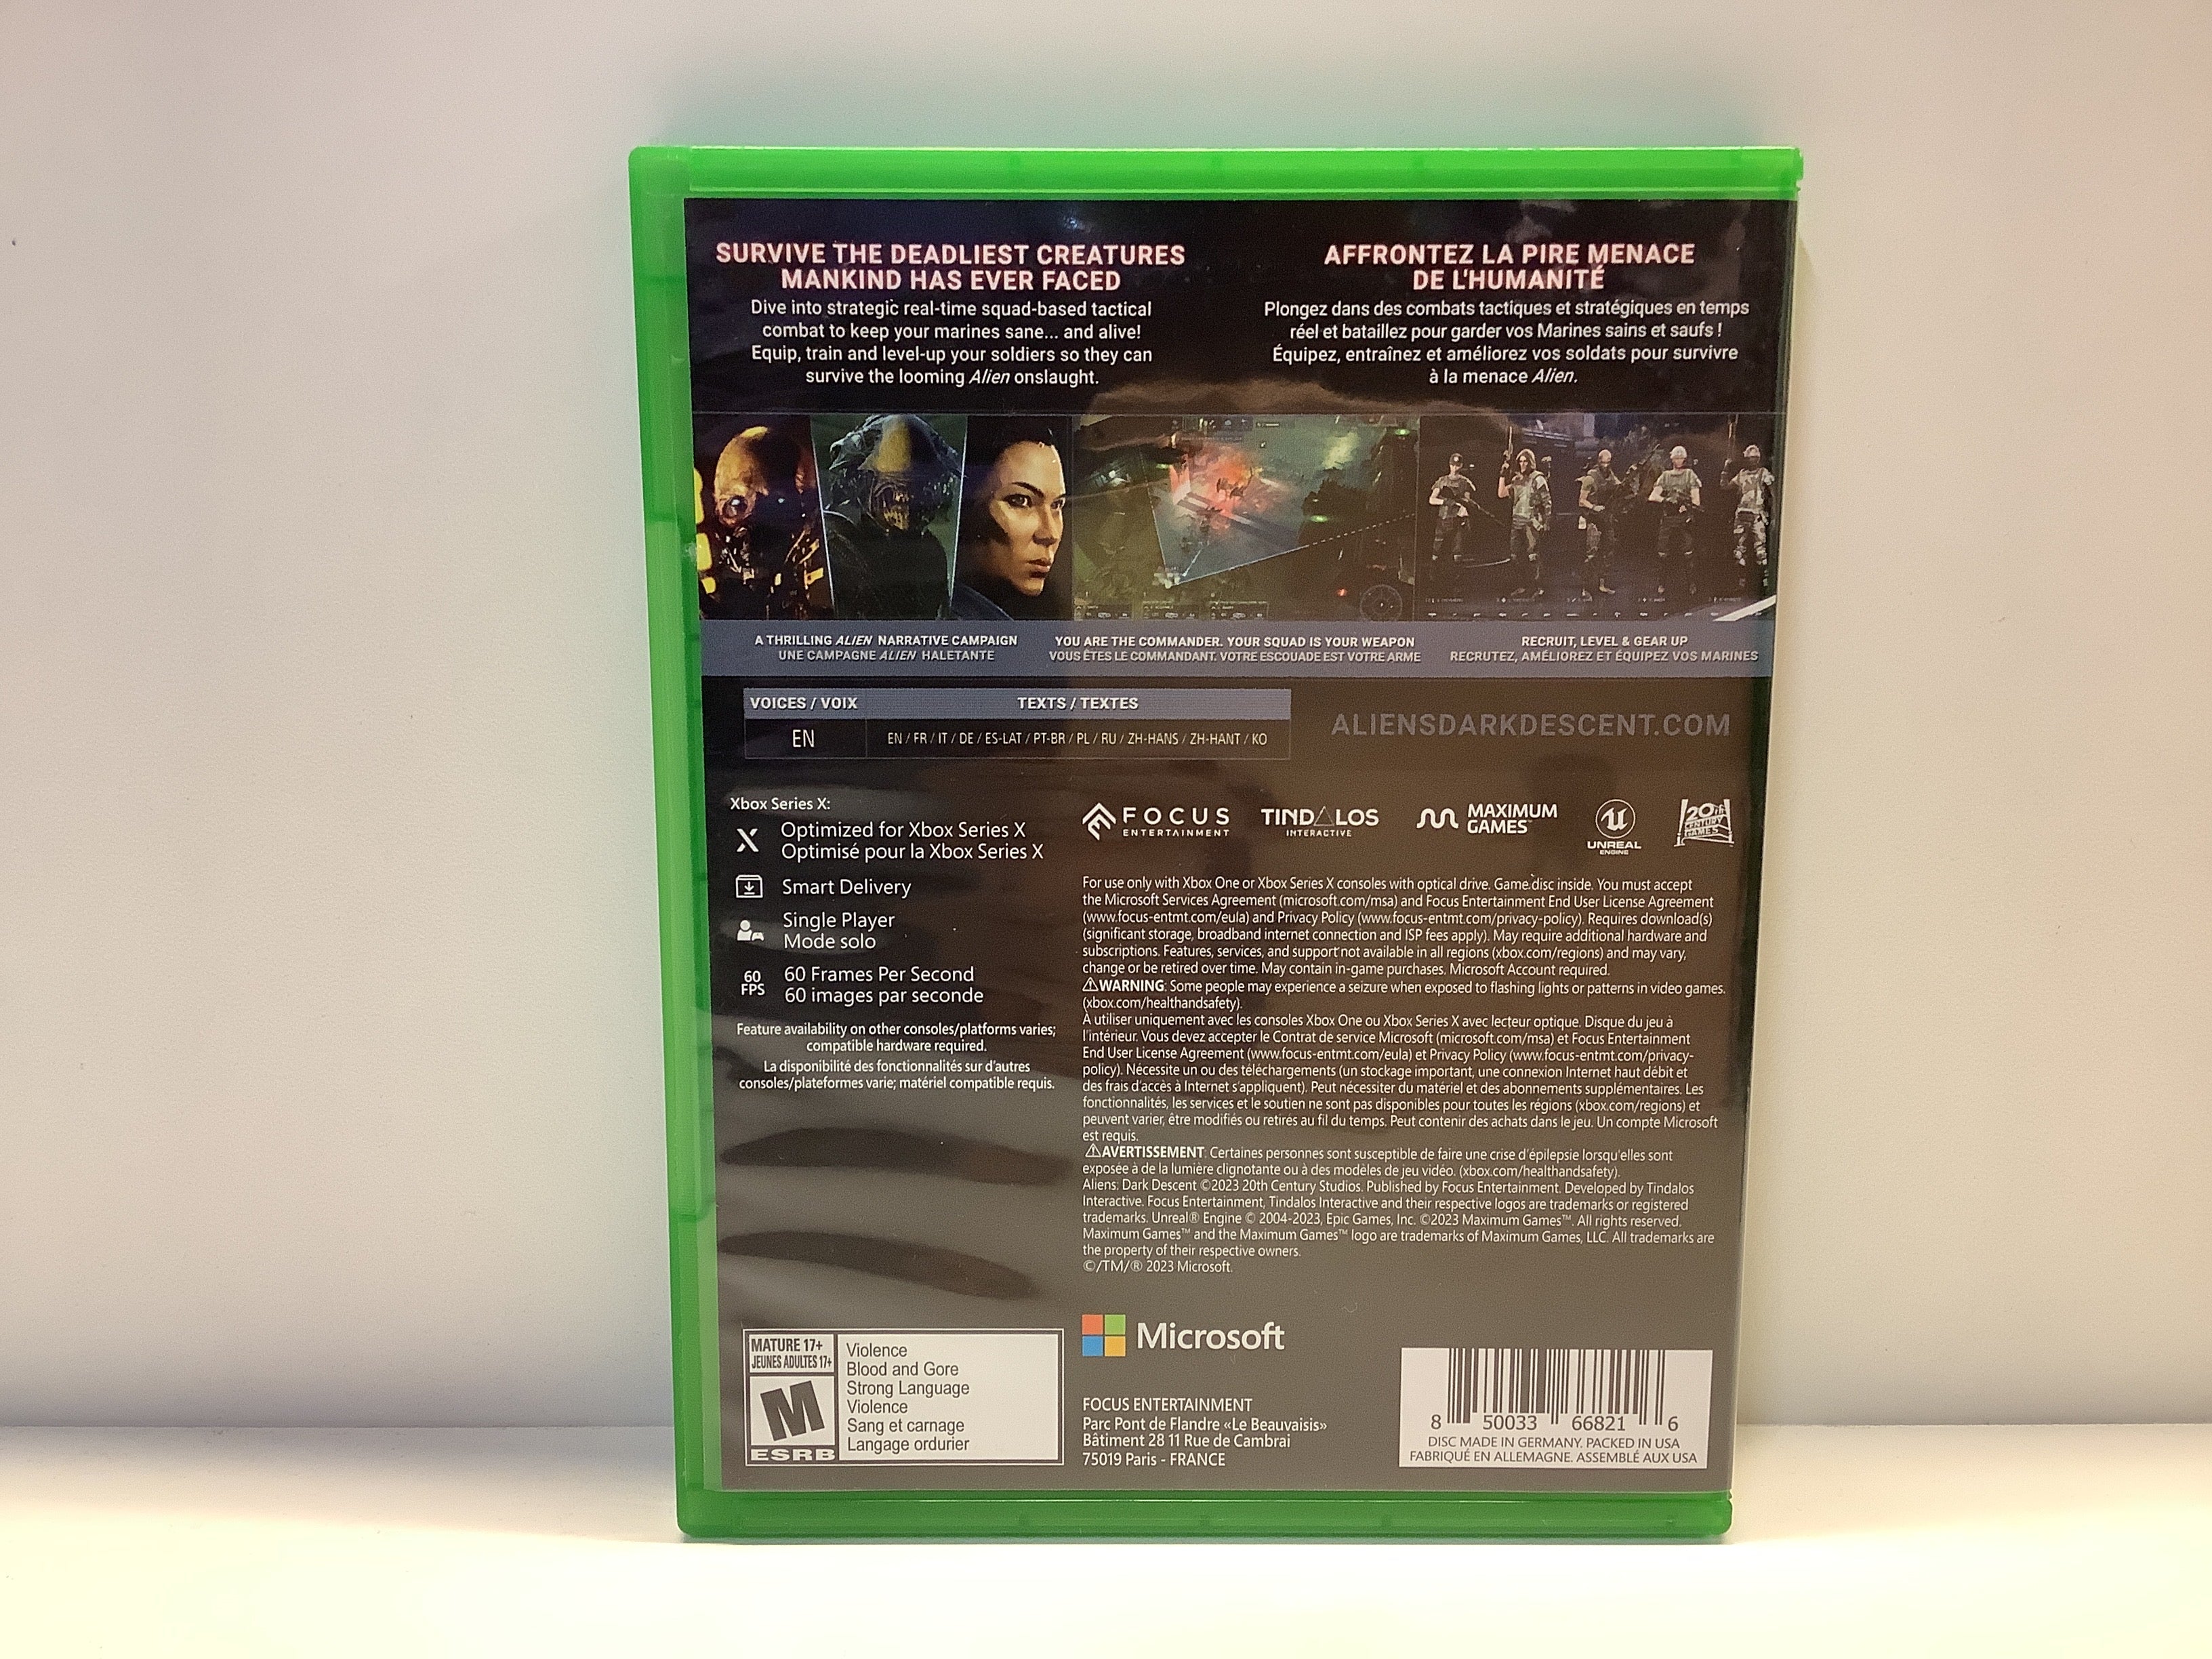 SURVIVE THE DEADLIEST CREATURES
MANKIND HAS EVER FACED
Dive into strategic real-time squad-based tactical
combat to keep your marines sane... and alive!
Equip, train and level-up your soldiers so they can
survive the looming Alien onslaught.
AFFRONTEZ LA PIRE MENACE
DE L'HUMANITÉ
Plongez dans des combats tactiques et stratégiques en temps
réel et bataillez pour garder vos Marines sains et saufs !
Équipez, entraînez et améliorez vos soldats pour survivre
à la menace Alien.
A THRILLING ALIEN NARRATIVE CAMPAIGN
UNE CAMPAGNE ALIEN HALETANTE
YOU ARE THE COMMANDER. YOUR SQUAD IS YOUR WEAPON
VOUS ÊTES LE COMMANDANT. VOTRE ESCOUADE EST VOTRE ARME
RECRUIT, LEVEL & GEAR UP
RECRUTEZ, AMÉLIOREZ ET ÉQUIPEZ VOS MARINES
VOICES / VOIX
TEXTS / TEXTES
EN
EN / FR / IT / DE / ES-LAT / PT-BR / PL / RU / ZH-HANS / ZH-HANT / KO
ALIENSDARKDESCENT.COM
Xbox Series X:
X
Optimized for Xbox Series X
Optimisé pour la Xbox Series X
Smart Delivery
Single Player
Mode solo
60
FPS
60 Frames Per Second
60 images par seconde
Feature availability on other consoles/platforms varies;
compatible hardware required.
La disponibilité des fonctionnalités sur d'autres
consoles/plateformes varie; matériel compatible requis.
FOCUS
ENTERTAINMENT
TINDALOS
INTERACTIVE
MAXIMUM
GAMES™
UNREAL
ENGINE
20th
CENTURY
GAMES
For use only with Xbox One or Xbox Series X consoles with optical drive. Game disc inside. You must accept
the Microsoft Services Agreement (microsoft.com/msa) and Focus Entertainment End User License Agreement
(www.focus-entmt.com/eula) and Privacy Policy (www.focus-entmt.com/privacy-policy). Requires download(s)
(significant storage, broadband internet connection and ISP fees apply). May require additional hardware and
subscriptions. Features, services, and support not available in all regions (xbox.com/regions) and may vary,
change or be retired over time. May contain in-game purchases. Microsoft Account required.
⚠WARNING: Some people may experience a seizure when exposed to flashing lights or patterns in video games.
(xbox.com/healthandsafety).
À utiliser uniquement avec les consoles Xbox One ou Xbox Series X avec lecteur optique. Disque du jeu à
l'intérieur. Vous devez accepter le Contrat de service Microsoft (microsoft.com/msa) et Focus Entertainment
End User License Agreement (www.focus-entmt.com/eula) et Privacy Policy (www.focus-entmt.com/privacy-
policy). Nécessite un ou des téléchargements (un stockage important, une connexion Internet haut débit et
des frais d'accès à Internet s'appliquent). Peut nécessiter du matériel et des abonnements supplémentaires. Les
fonctionnalités, les services et le soutien ne sont pas disponibles pour toutes les régions (xbox.com/regions) et
peuvent varier, être modifiés ou retirés au fil du temps. Peut contenir des achats dans le jeu. Un compte Microsoft
est requis.
⚠AVERTISSEMENT: Certaines personnes sont susceptible de faire une crise d'épilepsie lorsqu'elles sont
exposée à de la lumière clignotante ou à des modèles de jeu vidéo. (xbox.com/healthandsafety).
Aliens: Dark Descent ©2023 20th Century Studios. Published by Focus Entertainment. Developed by Tindalos
Interactive. Focus Entertainment, Tindalos Interactive and their respective logos are trademarks or registered
trademarks. Unreal® Engine © 2004-2023, Epic Games, Inc. ©2023 Maximum Games™. All rights reserved.
Maximum Games™ and the Maximum Games™ logo are trademarks of Maximum Games, LLC. All trademarks are
the property of their respective owners.
©/TM/® 2023 Microsoft.
MATURE 17+
JEUNES ADULTES 17+
M
ESRB
Violence
Blood and Gore
Strong Language
Violence
Sang et carnage
Langage ordurier
Microsoft
FOCUS ENTERTAINMENT
Parc Pont de Flandre «Le Beauvaisis»
Bâtiment 28 11 Rue de Cambrai
75019 Paris - FRANCE
8 50033 66821 6
DISC MADE IN GERMANY. PACKED IN USA
FABRIQUÉ EN ALLEMAGNE. ASSEMBLÉ AUX USA